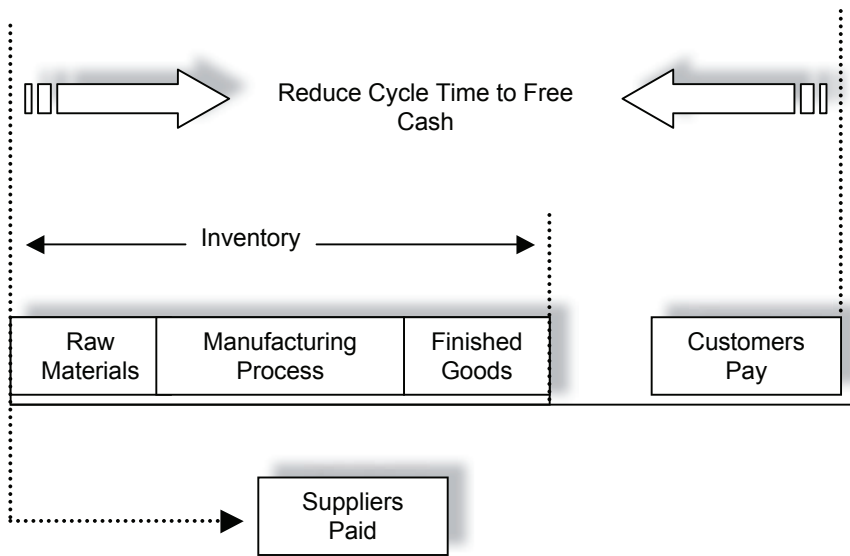 Reduce Cycle Time to Free
Cash
Inventory
Raw
Materials
Manufacturing
Process
Finished
Goods
Customers
Pay
Suppliers
Paid